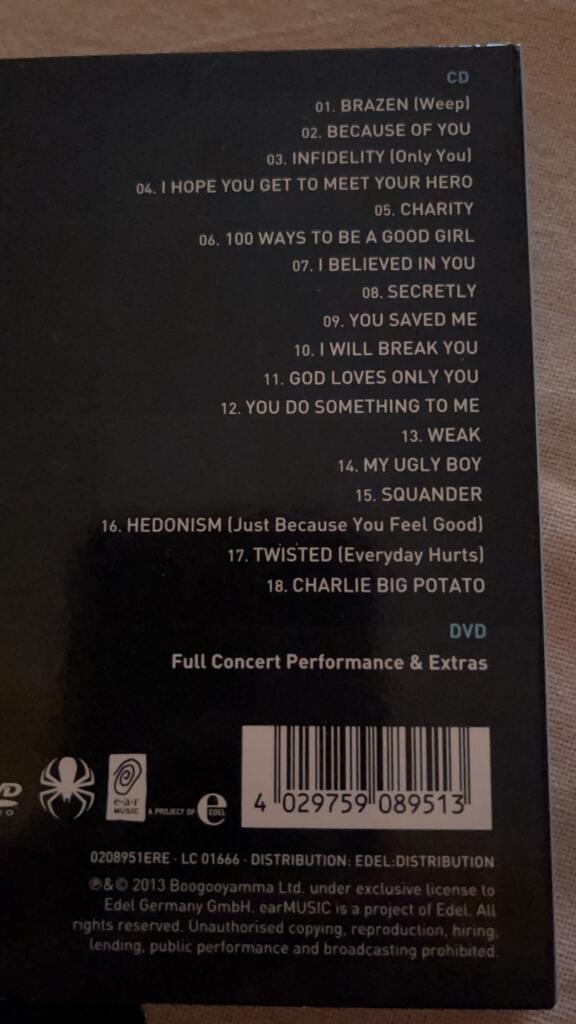 CD
01. BRAZEN (Weep)
02. BECAUSE OF YOU
03. INFIDELITY (Only You)
04. I HOPE YOU GET TO MEET YOUR HERO
05. CHARITY
06. 100 WAYS TO BE A GOOD GIRL
07. I BELIEVED IN YOU
08. SECRETLY
09. YOU SAVED ME
10. I WILL BREAK YOU
11. GOD LOVES ONLY YOU
12. YOU DO SOMETHING TO ME
13. WEAK
14. MY UGLY BOY
15. SQUANDER
16. HEDONISM (Just Because You Feel Good)
17. TWISTED (Everyday Hurts)
18. CHARLIE BIG POTATO
DVD
Full Concert Performance & Extras
e·a·r
MUSIC
A PROJECT OF
e
EDEL
4 029759 089513
0208951ERE · LC 01666 · DISTRIBUTION: EDEL:DISTRIBUTION
℗&© 2013 Boogooyamma Ltd. under exclusive license to
Edel Germany GmbH. earMUSIC is a project of Edel. All
rights reserved. Unauthorised copying, reproduction, hiring,
lending, public performance and broadcasting prohibited.